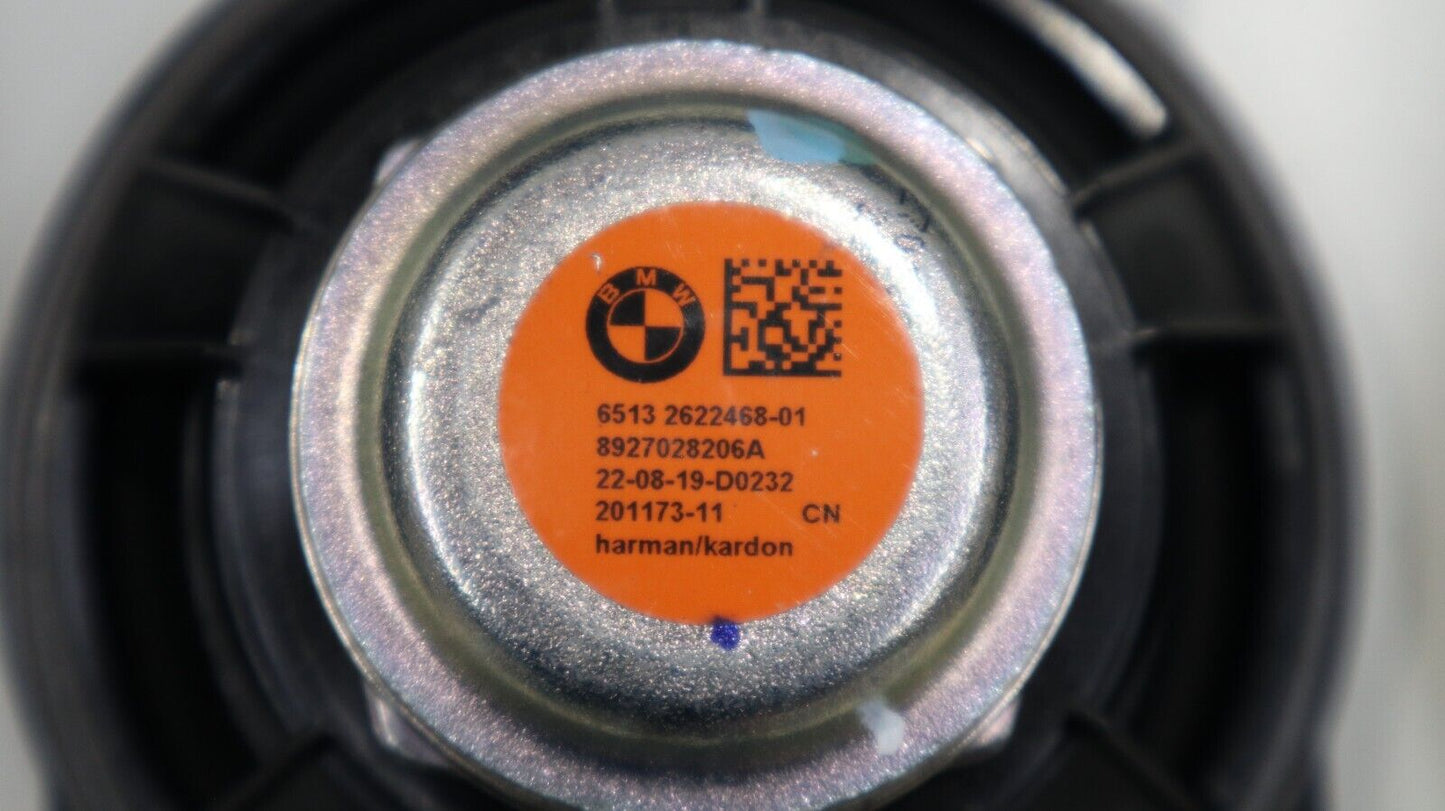 BMW
6513 2622468-01
8927028206A
22-08-19-D0232
201173-11 CN
harman/kardon